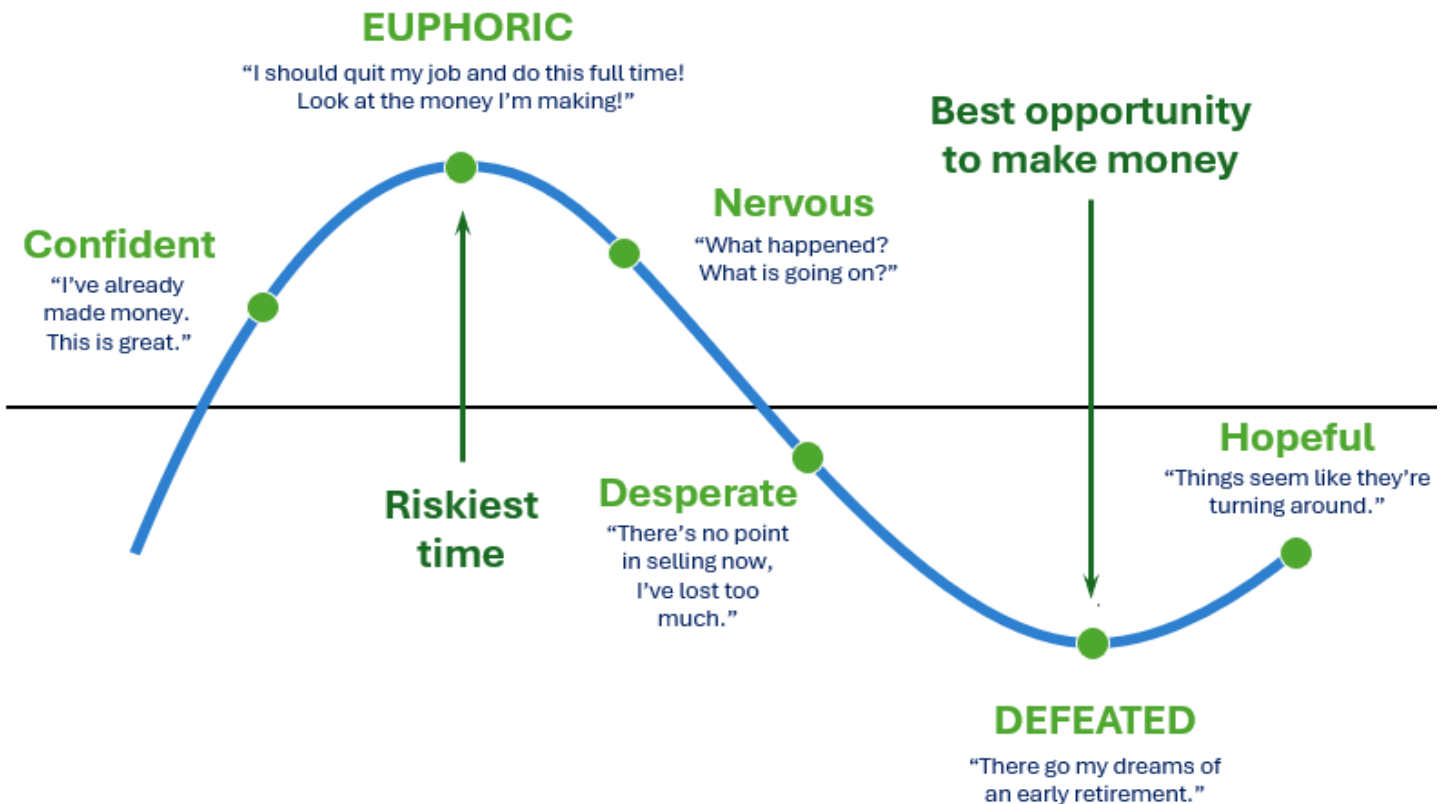 EUPHORIC
“I should quit my job and do this full time!
Look at the money I’m making!”
Best opportunity
to make money
Confident
“I’ve already
made money.
This is great.”
Nervous
“What happened?
What is going on?”
Riskiest
time
Desperate
“There’s no point
in selling now,
I’ve lost too
much.”
Hopeful
“Things seem like they’re
turning around.”
DEFEATED
“There go my dreams of
an early retirement.”